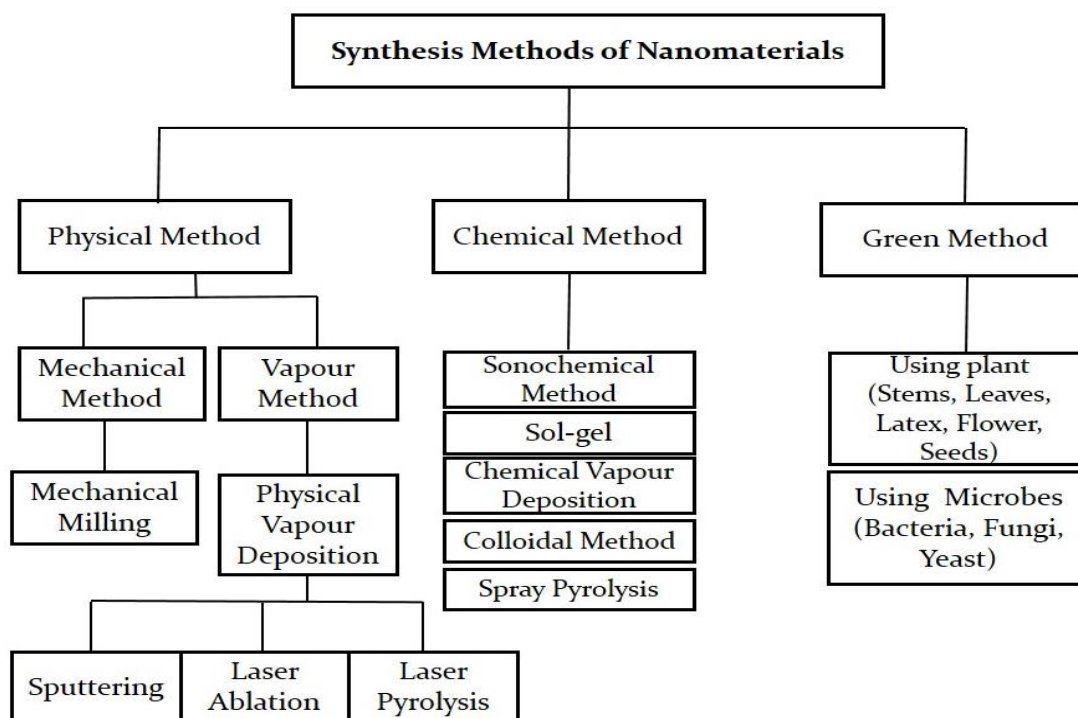 Synthesis Methods of Nanomaterials
Physical Method
Chemical Method
Green Method
Mechanical
Method
Vapour
Method
Mechanical
Milling
Physical
Vapour
Deposition
Sputtering
Laser
Ablation
Laser
Pyrolysis
Sonochemical
Method
Sol-gel
Chemical Vapour
Deposition
Colloidal Method
Spray Pyrolysis
Using plant
(Stems, Leaves,
Latex, Flower,
Seeds)
Using Microbes
(Bacteria, Fungi,
Yeast)